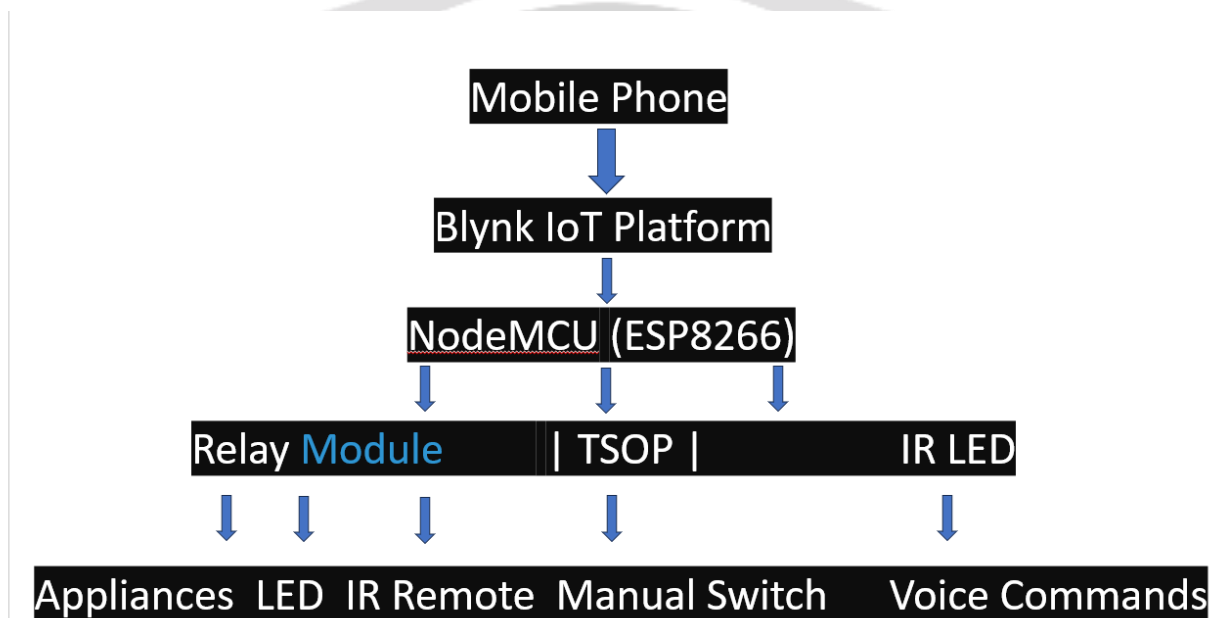 Mobile Phone
Blynk IoT Platform
NodeMCU (ESP8266)
Relay Module | TSOP | IR LED
Appliances LED IR Remote Manual Switch Voice Commands